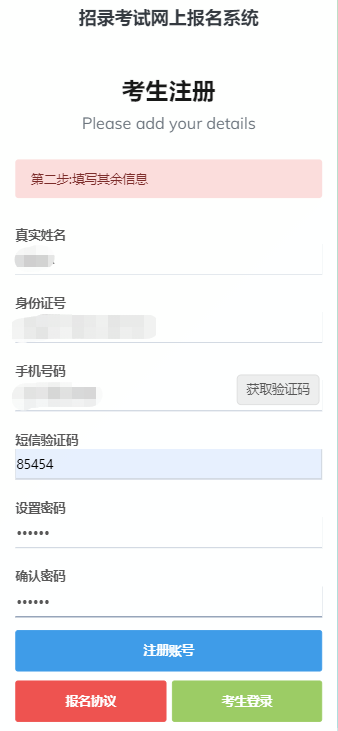 招录考试网上报名系统
考生注册
Please add your details
第二步:填写其余信息
真实姓名
身份证号
手机号码
获取验证码
短信验证码
85454
设置密码
••••••
确认密码
••••••
注册账号
报名协议
考生登录